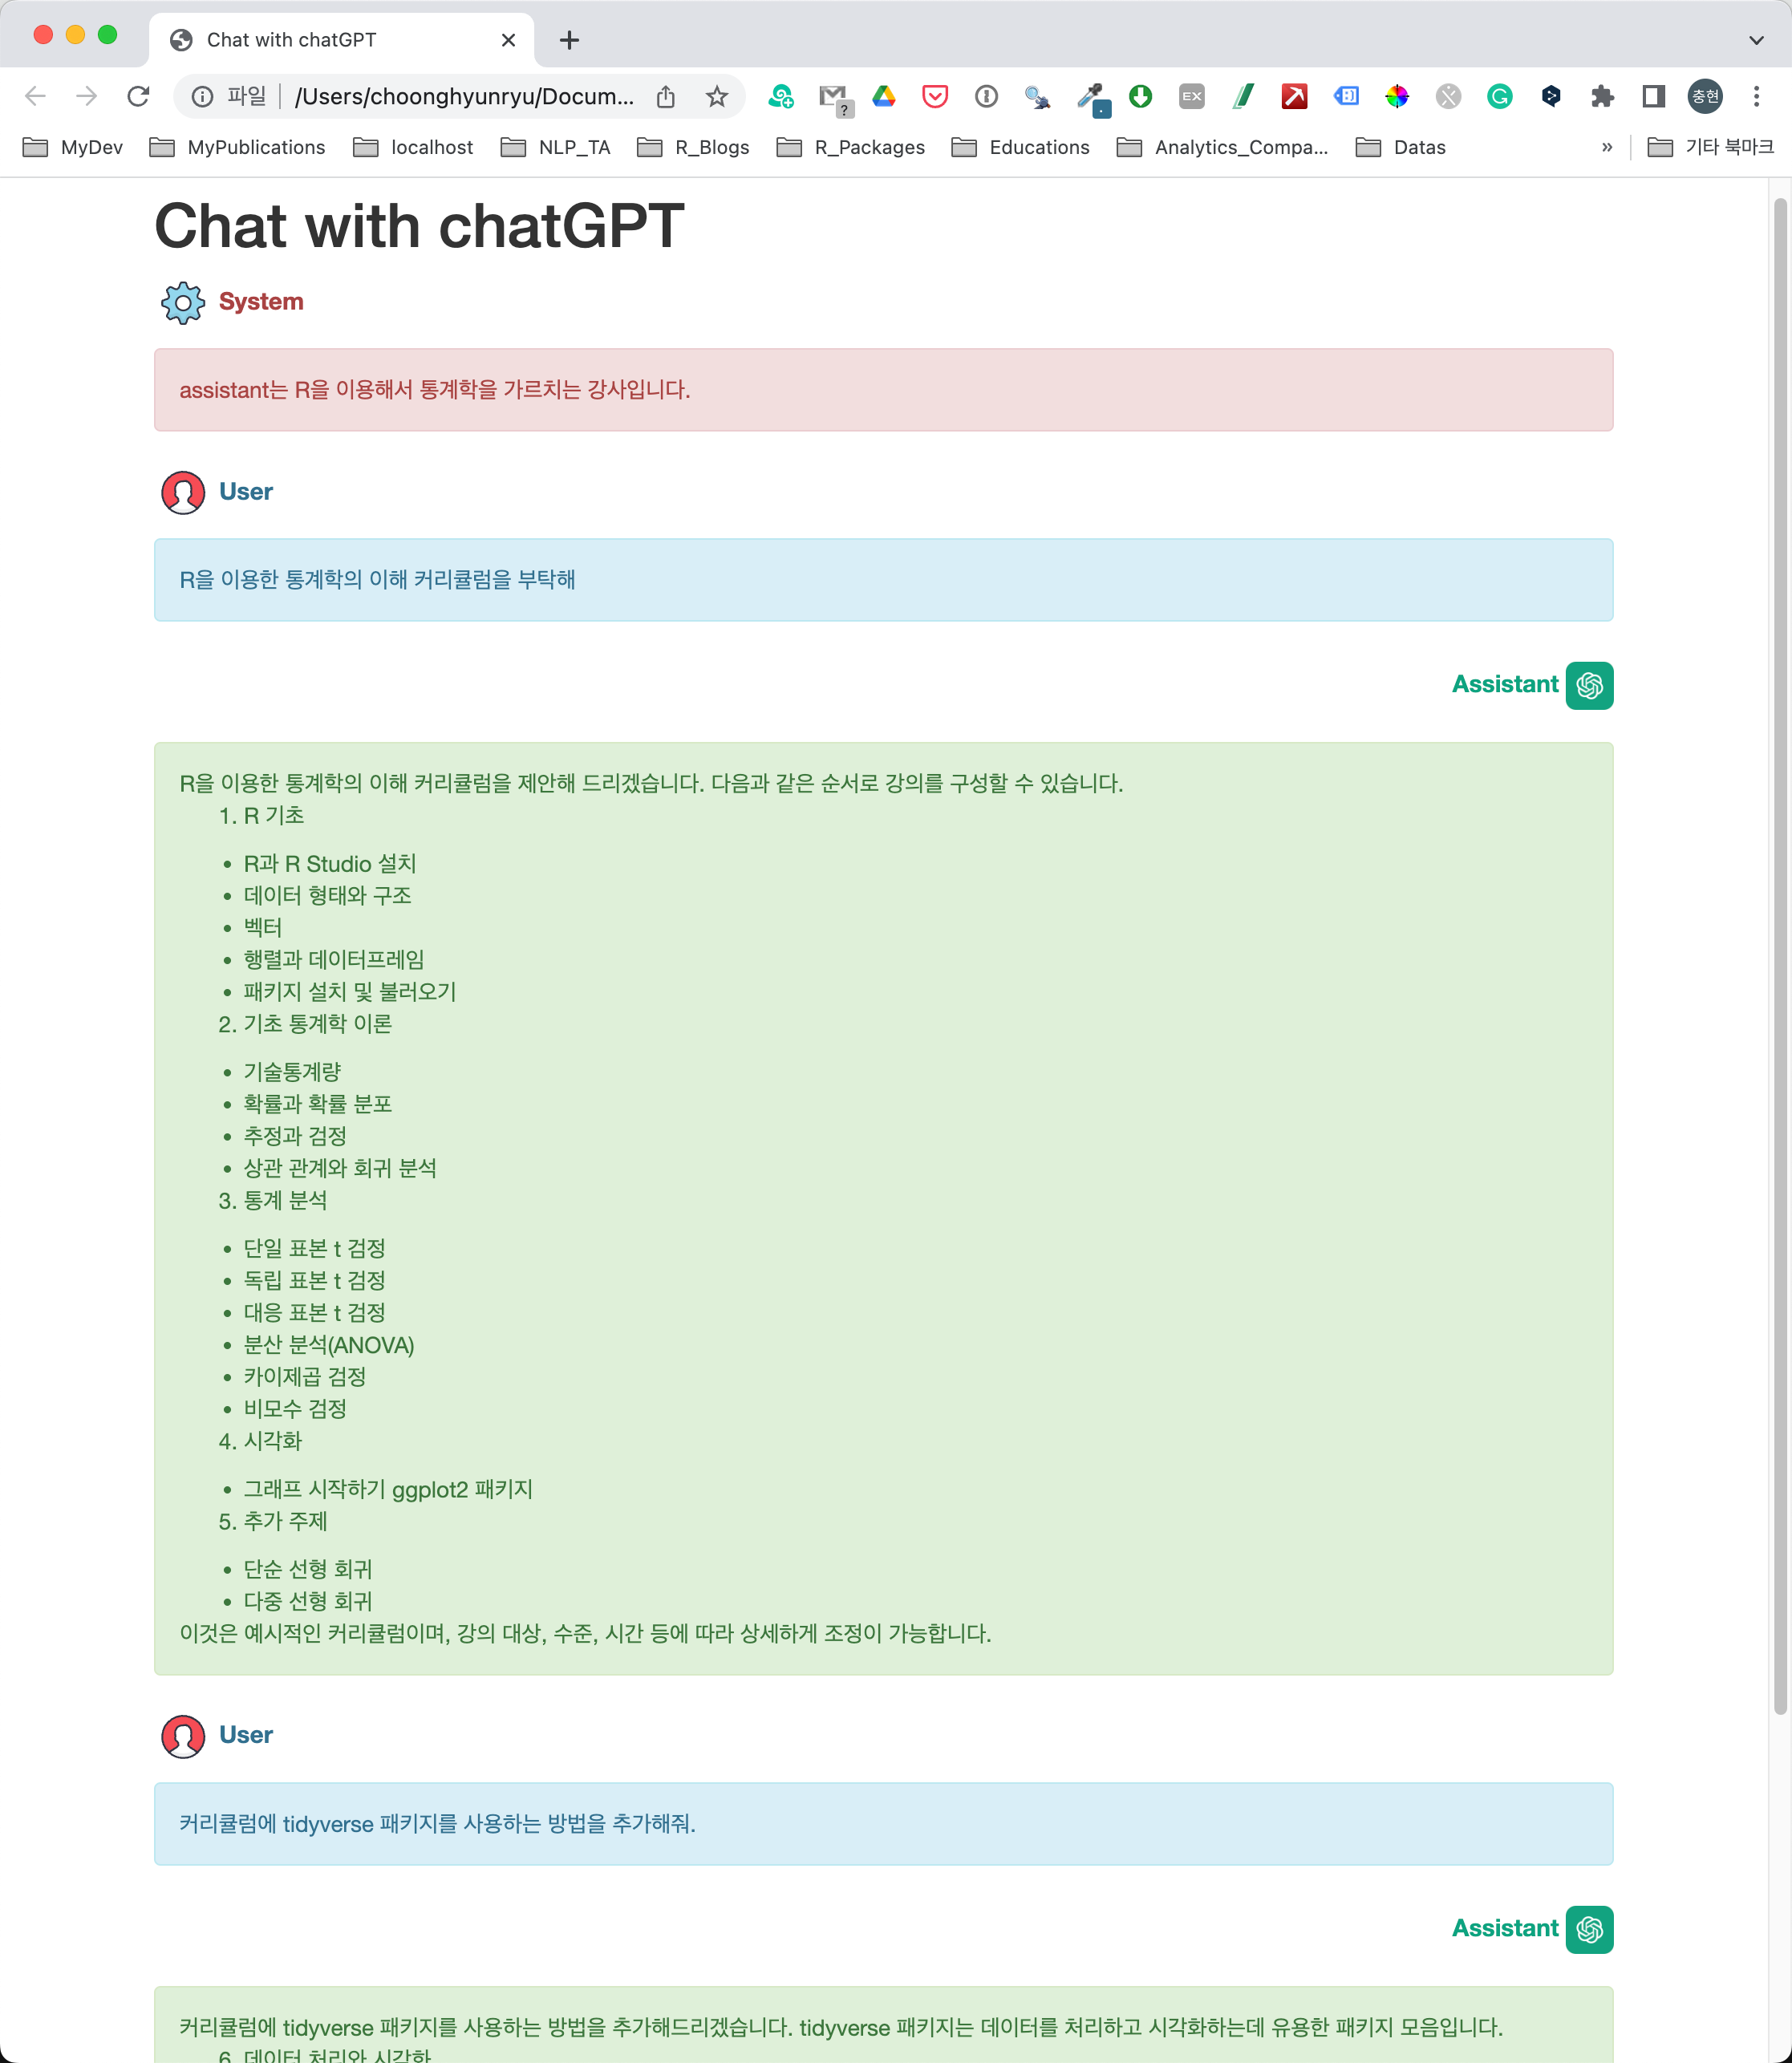 Chat with chatGPT
파일
/Users/choonghyunryu/Docum...
?
EX
충현
MyDev
MyPublications
localhost
NLP_TA
R_Blogs
R_Packages
Educations
Analytics_Compa...
Datas
»
기타 북마크
Chat with chatGPT
System
assistant는 R을 이용해서 통계학을 가르치는 강사입니다.
User
R을 이용한 통계학의 이해 커리큘럼을 부탁해
Assistant
R을 이용한 통계학의 이해 커리큘럼을 제안해 드리겠습니다. 다음과 같은 순서로 강의를 구성할 수 있습니다.
1. R 기초
• R과 R Studio 설치
• 데이터 형태와 구조
• 벡터
• 행렬과 데이터프레임
• 패키지 설치 및 불러오기
2. 기초 통계학 이론
• 기술통계량
• 확률과 확률 분포
• 추정과 검정
• 상관 관계와 회귀 분석
3. 통계 분석
• 단일 표본 t 검정
• 독립 표본 t 검정
• 대응 표본 t 검정
• 분산 분석(ANOVA)
• 카이제곱 검정
• 비모수 검정
4. 시각화
• 그래프 시작하기 ggplot2 패키지
5. 추가 주제
• 단순 선형 회귀
• 다중 선형 회귀
이것은 예시적인 커리큘럼이며, 강의 대상, 수준, 시간 등에 따라 상세하게 조정이 가능합니다.
User
커리큘럼에 tidyverse 패키지를 사용하는 방법을 추가해줘.
Assistant
커리큘럼에 tidyverse 패키지를 사용하는 방법을 추가해드리겠습니다. tidyverse 패키지는 데이터를 처리하고 시각화하는데 유용한 패키지 모음입니다.
6. 데이터 처리와 시각화